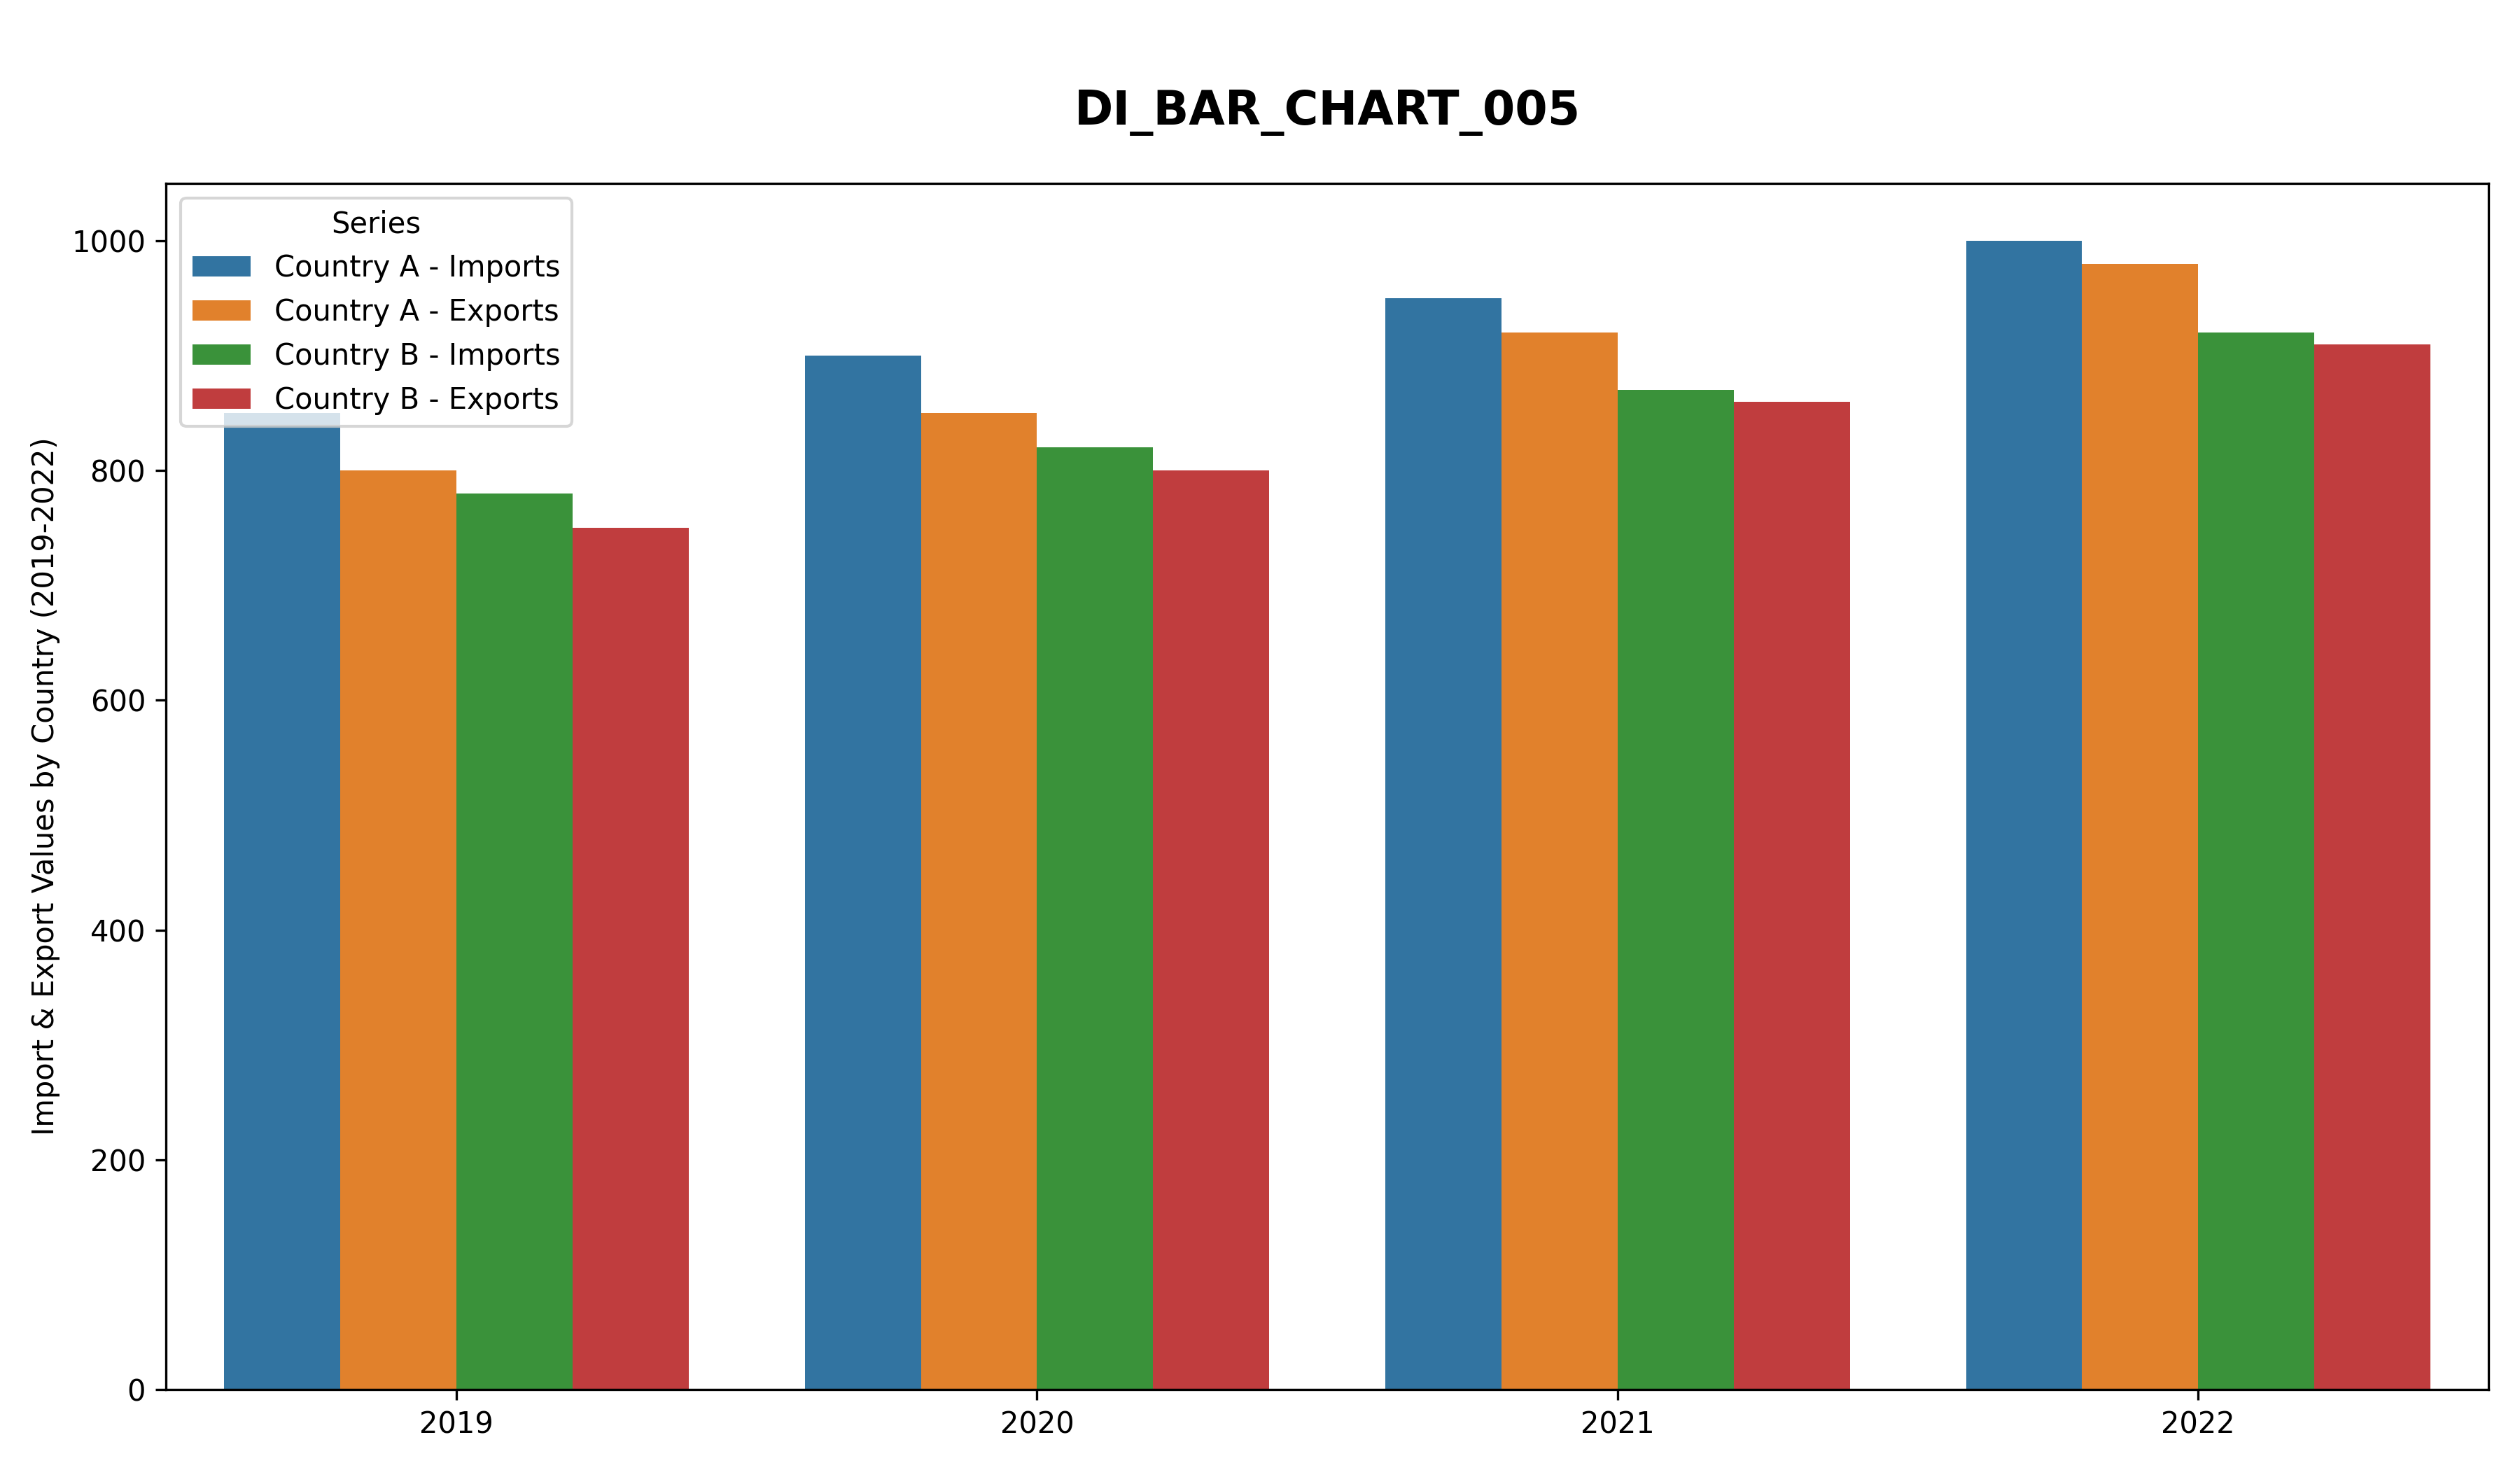 DI_BAR_CHART_005
Series
Country A - Imports
Country A - Exports
Country B - Imports
Country B - Exports
Import & Export Values by Country (2019-2022)
1000
800
600
400
200
0
2019
2020
2021
2022